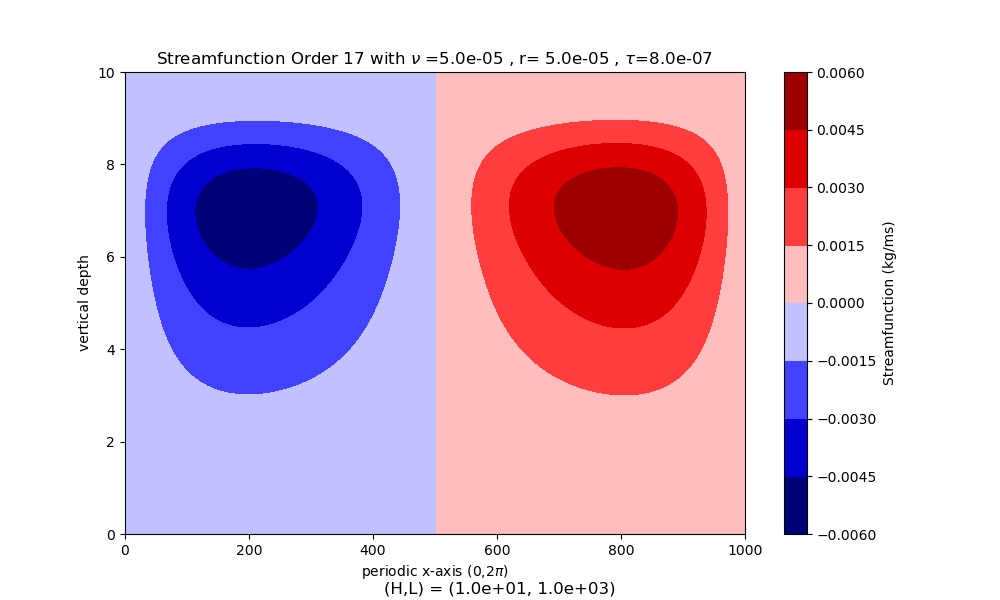 Streamfunction Order 17 with ν =5.0e-05 , r= 5.0e-05 , τ=8.0e-07
10
8
6
4
2
0
vertical depth
0 200 400 600 800 1000
periodic x-axis (0,2π)
(H,L) = (1.0e+01, 1.0e+03)
0.0060
0.0045
0.0030
0.0015
0.0000
−0.0015
−0.0030
−0.0045
−0.0060
Streamfunction (kg/ms)